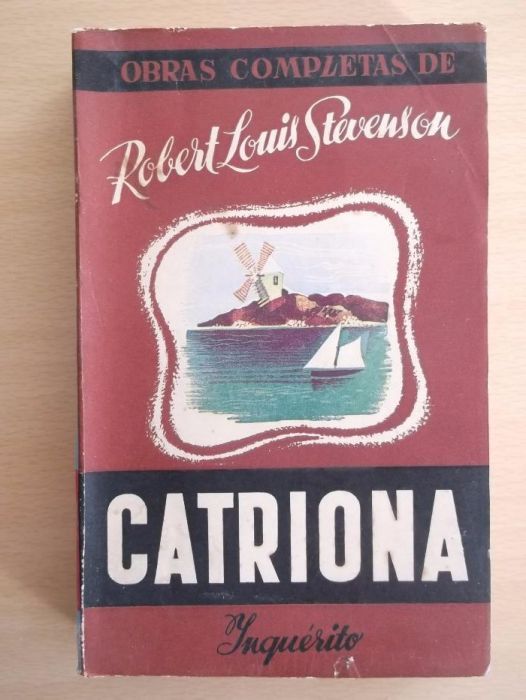 OBRAS COMPLETAS DE
Robert Louis Stevenson
CATRIONA
Inquérito